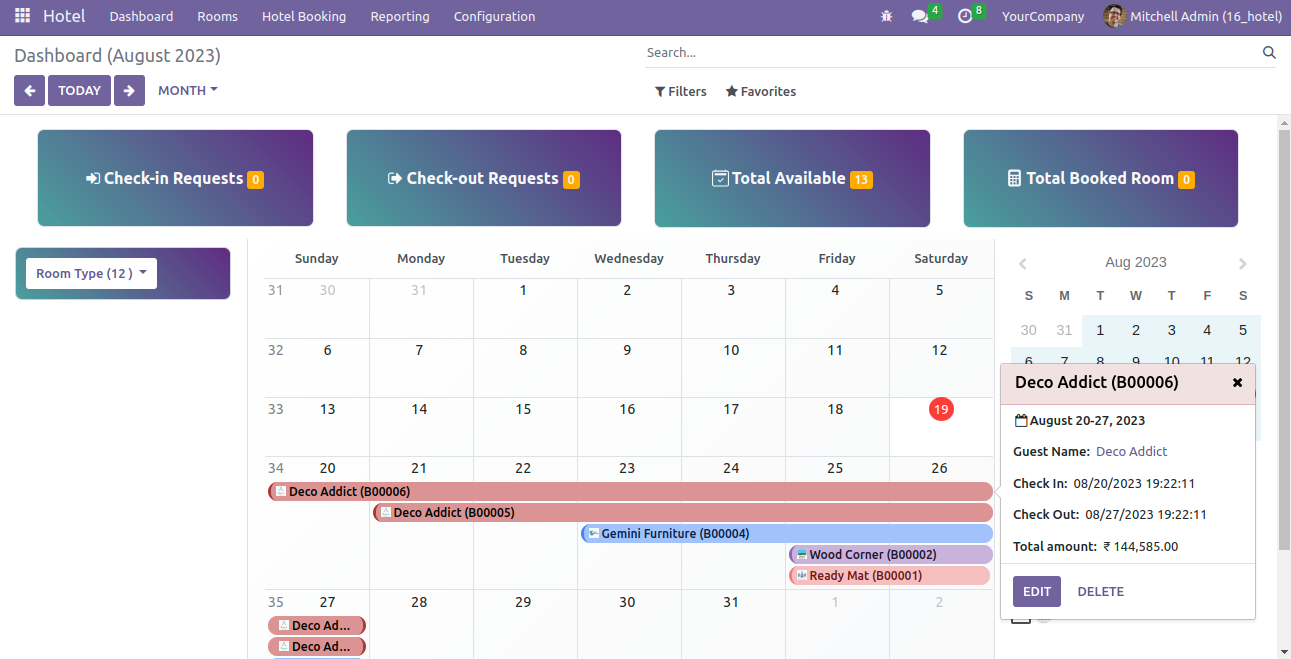 Hotel Dashboard Rooms Hotel Booking Reporting Configuration 4 8 YourCompany Mitchell Admin (16_hotel)
Dashboard (August 2023)
Search...
TODAY MONTH
Filters Favorites
Check-in Requests 0
Check-out Requests 0
Total Available 13
Total Booked Room 0
Room Type (12 )
Sunday Monday Tuesday Wednesday Thursday Friday Saturday
31 30 31 1 2 3 4 5
32 6 7 8 9 10 11 12
33 13 14 15 16 17 18 19
34 20 21 22 23 24 25 26
Deco Addict (B00006)
Deco Addict (B00005)
Gemini Furniture (B00004)
Wood Corner (B00002)
Ready Mat (B00001)
35 27 28 29 30 31 1 2
Deco Ad...
Deco Ad...
Aug 2023
S M T W T F S
30 31 1 2 3 4 5
6 7 8 9 10 11 12
Deco Addict (B00006)
August 20-27, 2023
Guest Name: Deco Addict
Check In: 08/20/2023 19:22:11
Check Out: 08/27/2023 19:22:11
Total amount: ₹ 144,585.00
EDIT DELETE